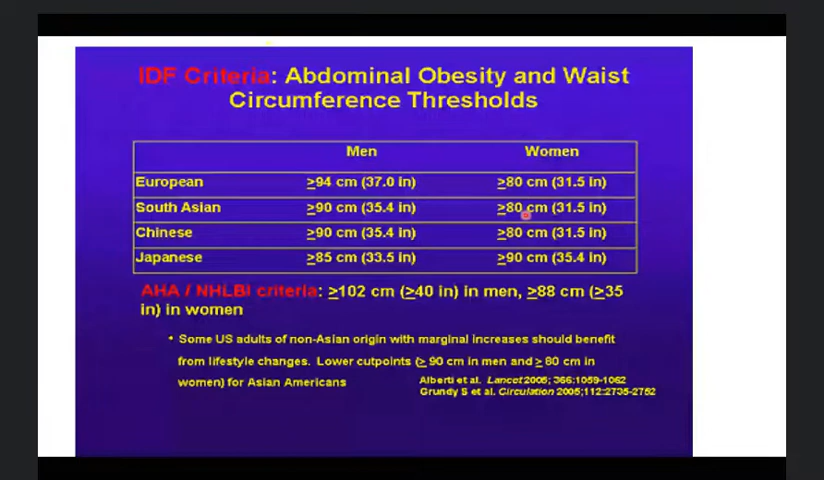 IDF Criteria: Abdominal Obesity and Waist
Circumference Thresholds
Men Women
European ≥94 cm (37.0 in) ≥80 cm (31.5 in)
South Asian ≥90 cm (35.4 in) ≥80 cm (31.5 in)
Chinese ≥90 cm (35.4 in) ≥80 cm (31.5 in)
Japanese ≥85 cm (33.5 in) ≥90 cm (35.4 in)
AHA / NHLBI criteria: ≥102 cm (≥40 in) in men, ≥88 cm (≥35
in) in women
• Some US adults of non-Asian origin with marginal increases should benefit
from lifestyle changes. Lower cutpoints (≥ 90 cm in men and ≥ 80 cm in
women) for Asian Americans
Alberti et al. Lancet 2005; 366:1059-1062
Grundy S et al. Circulation 2005;112:2735-2752